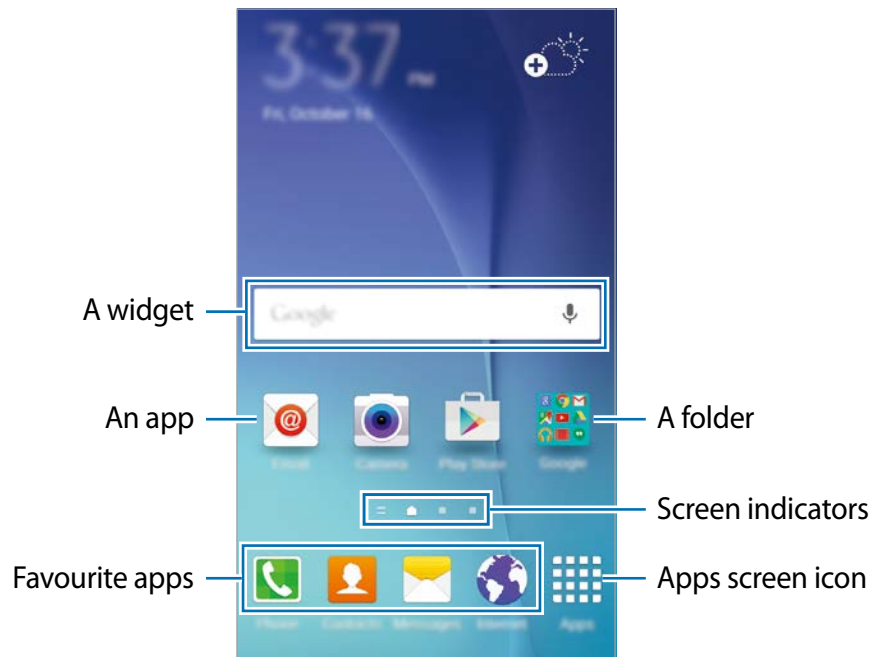 3:37 PM
Fri, October 16
A widget
Google
An app
A folder
Email
Camera
Play Store
Google
Screen indicators
Favourite apps
Apps screen icon
Phone
Contacts
Messages
Internet
Apps